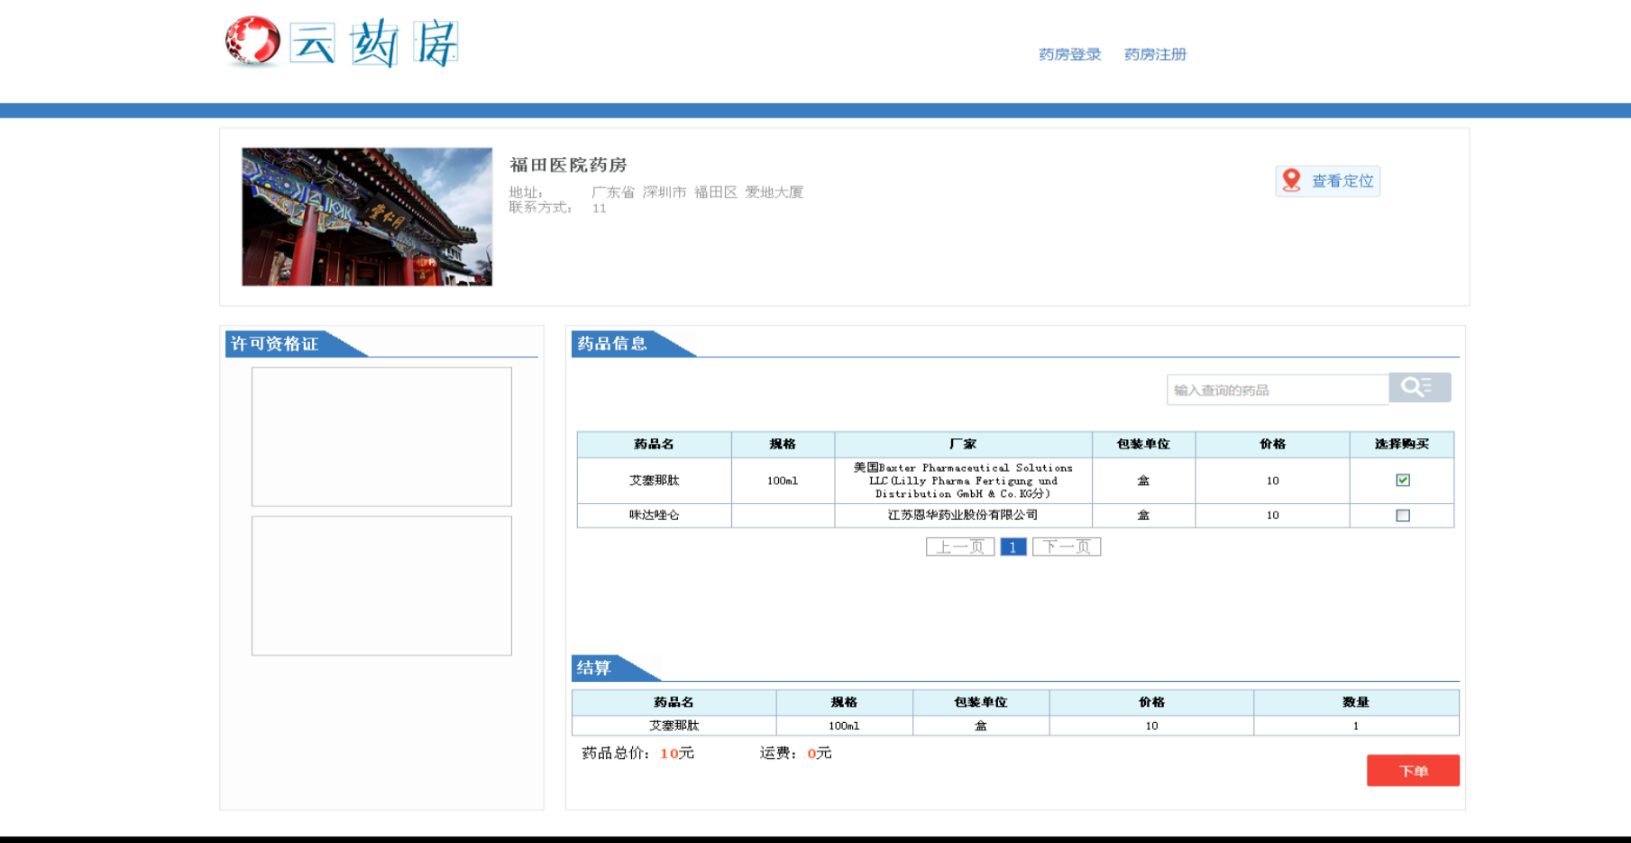 云药房
药房登录 药房注册
福田医院药房
地址: 广东省 深圳市 福田区 爱地大厦
联系方式: 11
查看定位
许可资格证
药品信息
输入查询的药品
药品名 规格 厂家 包装单位 价格 选择购买
艾塞那肽 100ml 美国Baxter Pharmaceutical Solutions
LLC(Lilly Pharma Fertigung und
Distribution GmbH & Co.KG分) 盒 10
咪达唑仑 江苏恩华药业股份有限公司 盒 10
上一页 1 下一页
结算
药品名 规格 包装单位 价格 数量
艾塞那肽 100ml 盒 10 1
药品总价: 10元 运费: 0元
下单